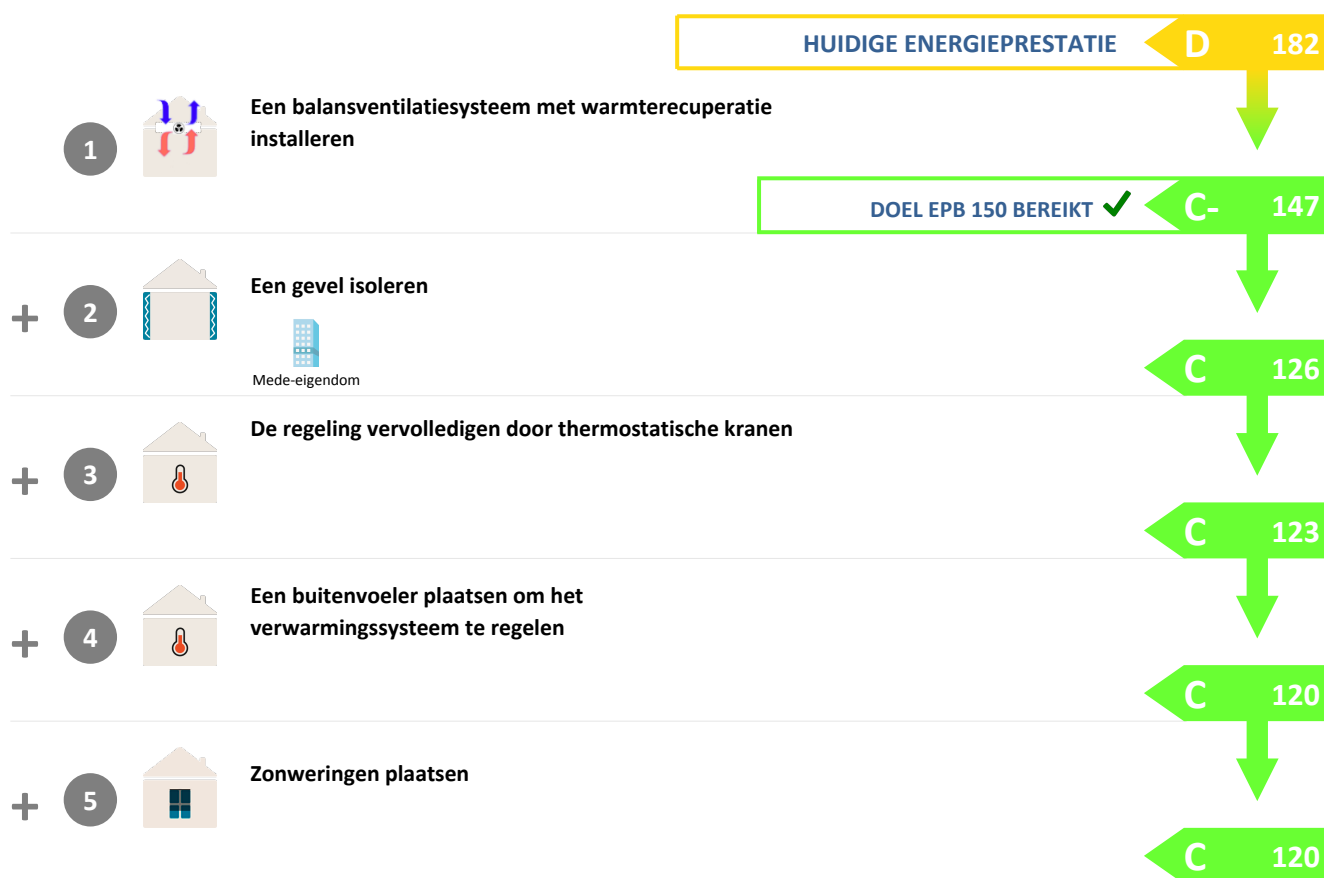 HUIDIGE ENERGIEPRESTATIE D 182
1 Een balansventilatiesysteem met warmterecuperatie
installeren
DOEL EPB 150 BEREIKT ✔ C- 147
+ 2 Een gevel isoleren
Mede-eigendom
C 126
+ 3 De regeling vervolledigen door thermostatische kranen
C 123
+ 4 Een buitenvoeler plaatsen om het
verwarmingssysteem te regelen
C 120
+ 5 Zonweringen plaatsen
C 120